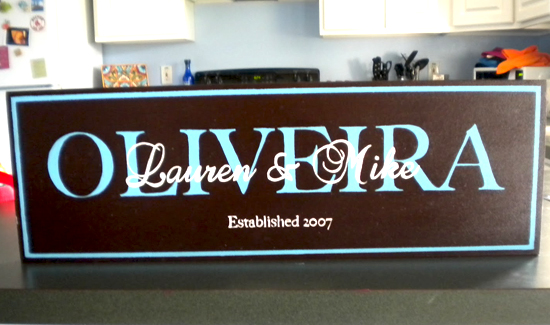 OLIVEIRA
Lauren & Mike
Established 2007